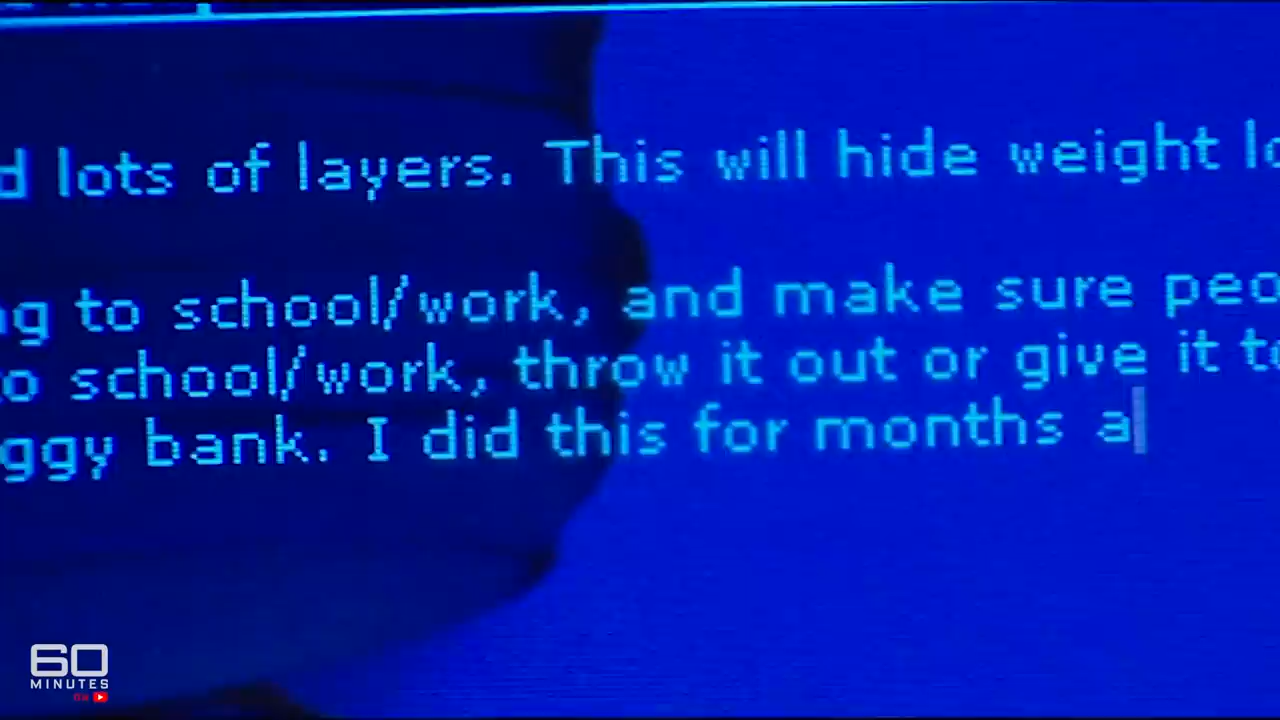 d lots of layers. This will hide weight lo
ng to school/work, and make sure peo
to school/work, throw it out or give it to
ggy bank. I did this for months a
60
MINUTES